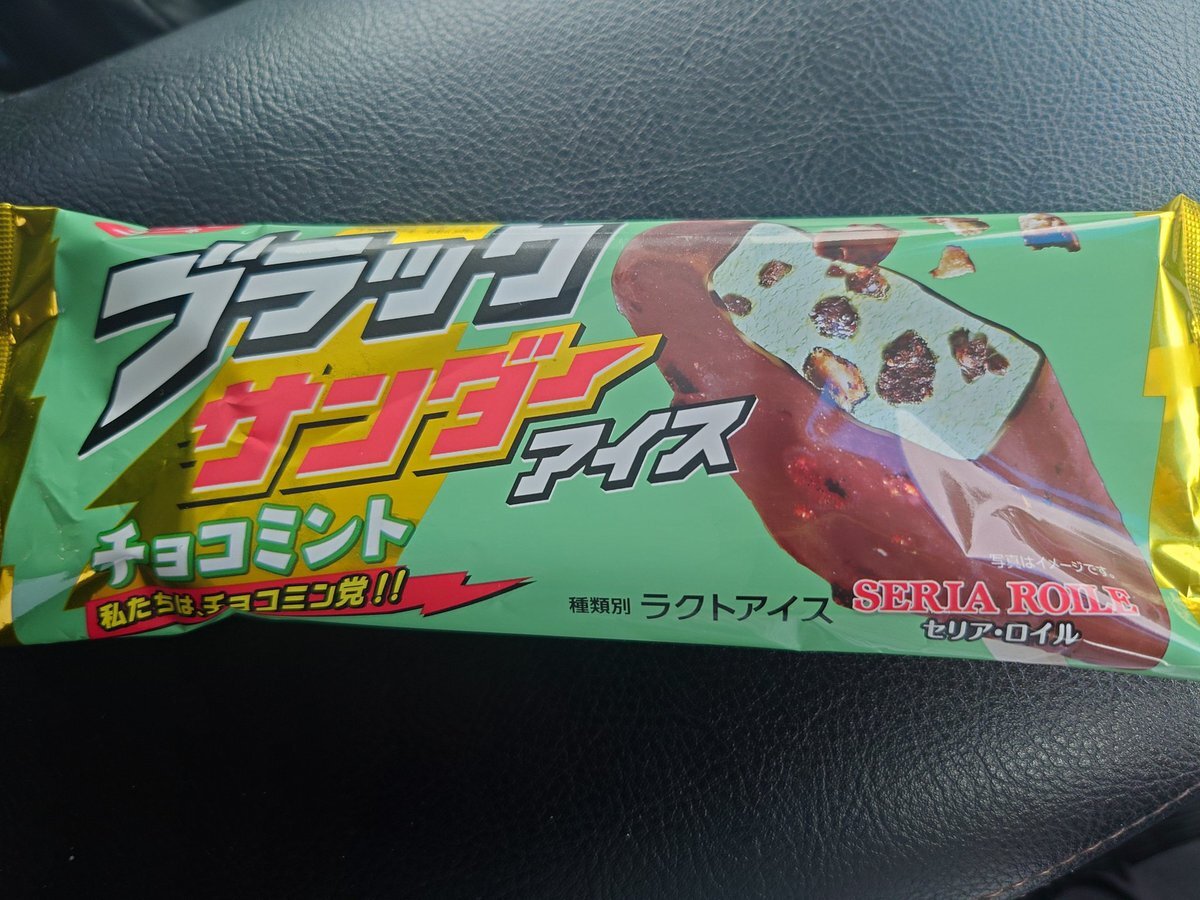 ブラック
サンダー
アイス
チョコミント
私たちは、チョコミン党!!
種類別 ラクトアイス
写真はイメージです。
SERIA ROILE
セリア・ロイル